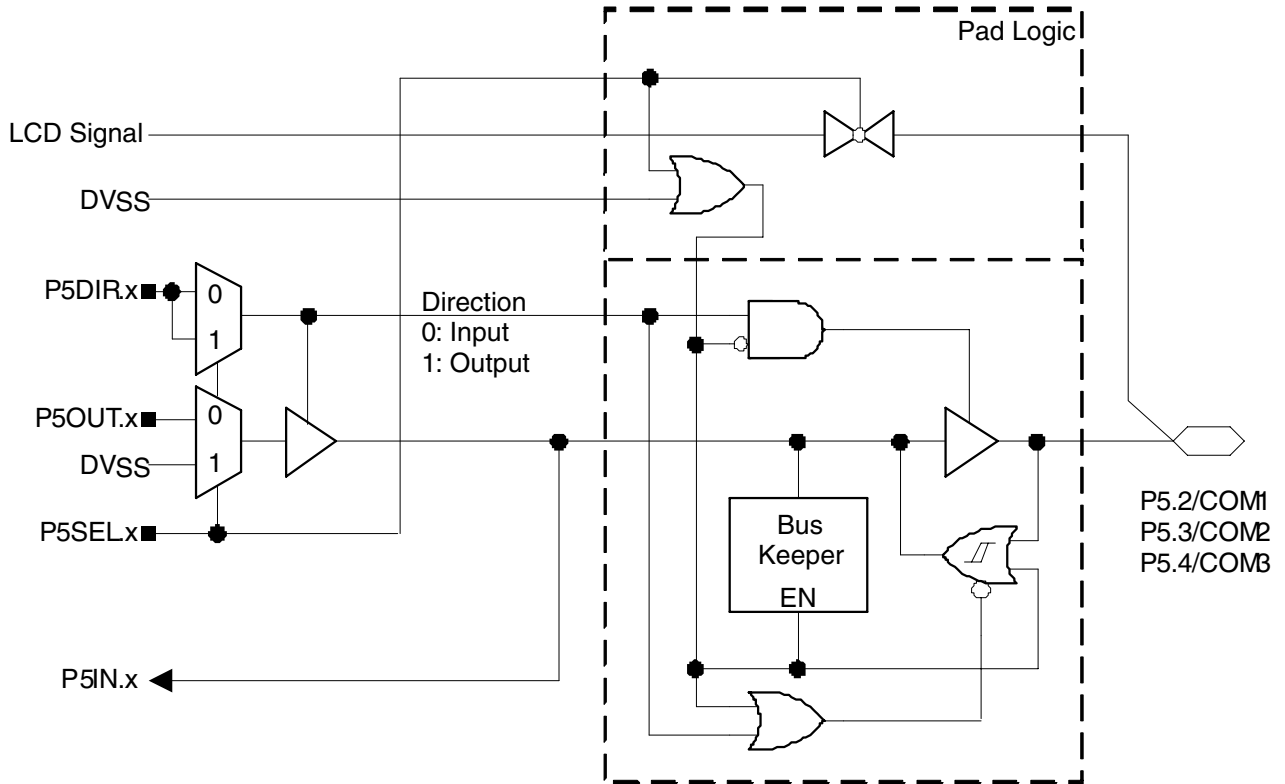 Pad Logic
LCD Signal
DVSS
P5DIR.x
0
1
Direction
0: Input
1: Output
P5OUT.x
0
DVSS
1
P5SEL.x
Bus
Keeper
EN
P5.2/COM1
P5.3/COM2
P5.4/COM3
P5IN.x